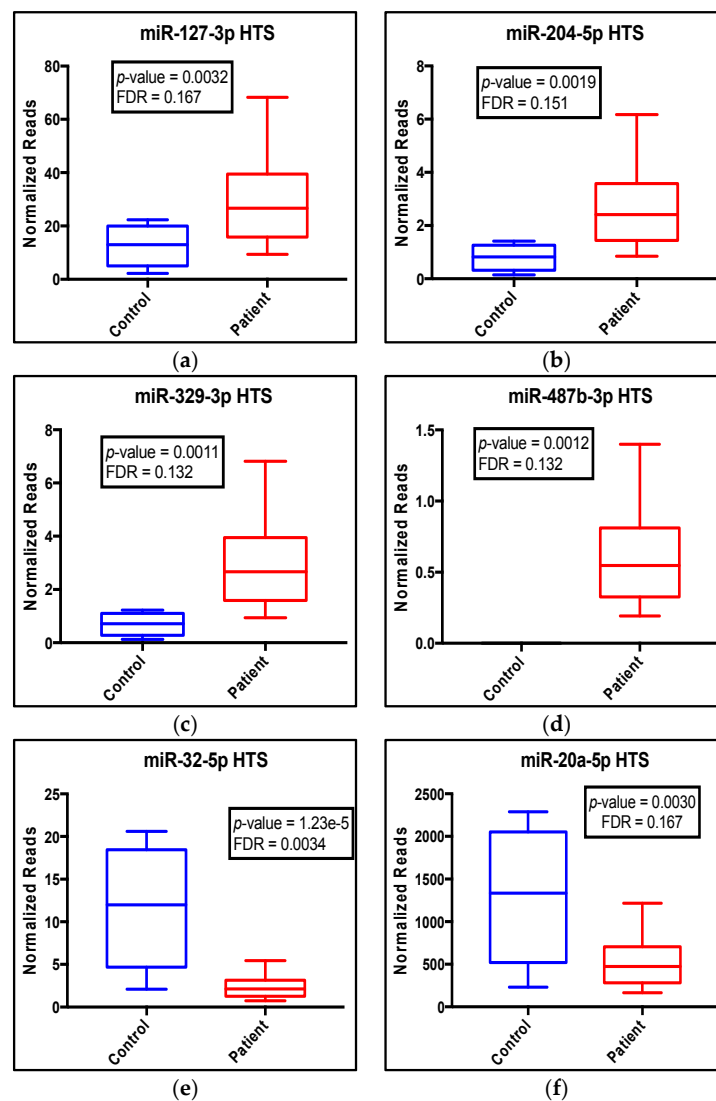 miR-127-3p HTS
p-value = 0.0032
FDR = 0.167
Normalized Reads
80
60
40
20
0
Control
Patient
(a)
miR-204-5p HTS
p-value = 0.0019
FDR = 0.151
Normalized Reads
8
6
4
2
0
Control
Patient
(b)
miR-329-3p HTS
p-value = 0.0011
FDR = 0.132
Normalized Reads
8
6
4
2
0
Control
Patient
(c)
miR-487b-3p HTS
p-value = 0.0012
FDR = 0.132
Normalized Reads
1.5
1.0
0.5
0.0
Control
Patient
(d)
miR-32-5p HTS
p-value = 1.23e-5
FDR = 0.0034
Normalized Reads
25
20
15
10
5
0
Control
Patient
(e)
miR-20a-5p HTS
p-value = 0.0030
FDR = 0.167
Normalized Reads
2500
2000
1500
1000
500
0
Control
Patient
(f)